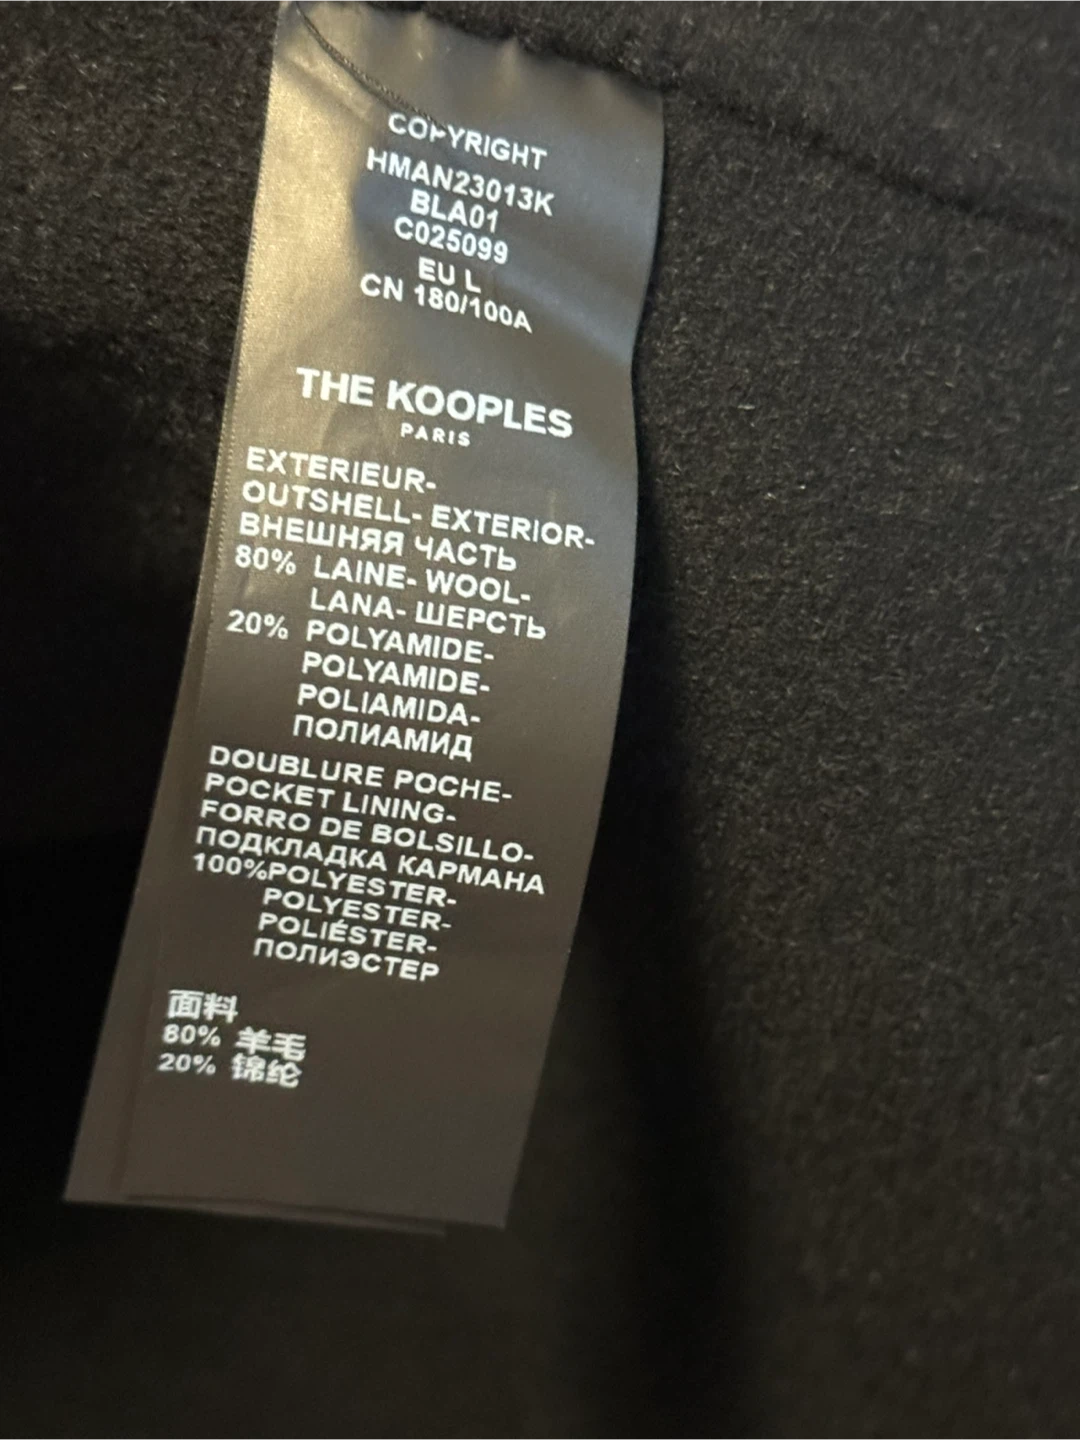 COPYRIGHT
HMAN23013K
BLA01
C025099
EU L
CN 180/100A
THE KOOPLES
PARIS
EXTERIEUR-
OUTSHELL- EXTERIOR-
ВНЕШНЯЯ ЧАСТЬ
80% LAINE- WOOL-
LANA- ШЕРСТЬ
20% POLYAMIDE-
POLYAMIDE-
POLIAMIDA-
ПОЛИАМИД
DOUBLURE POCHE-
POCKET LINING-
FORRO DE BOLSILLO-
ПОДКЛАДКА КАРМАНА
100%POLYESTER-
POLYESTER-
POLIÉSTER-
ПОЛИЭСТЕР
面料
80% 羊毛
20% 锦纶